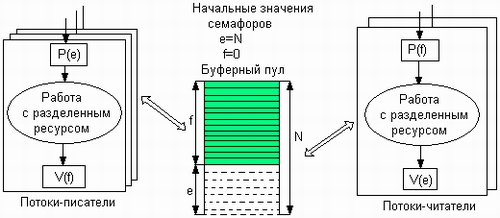 Начальные значения
семафоров
e=N
f=0
Буферный пул
P(e)
Работа
с разделенным
ресурсом
V(f)
Потоки-писатели
f
e
N
P(f)
Работа
с разделенным
ресурсом
V(e)
Потоки-читатели